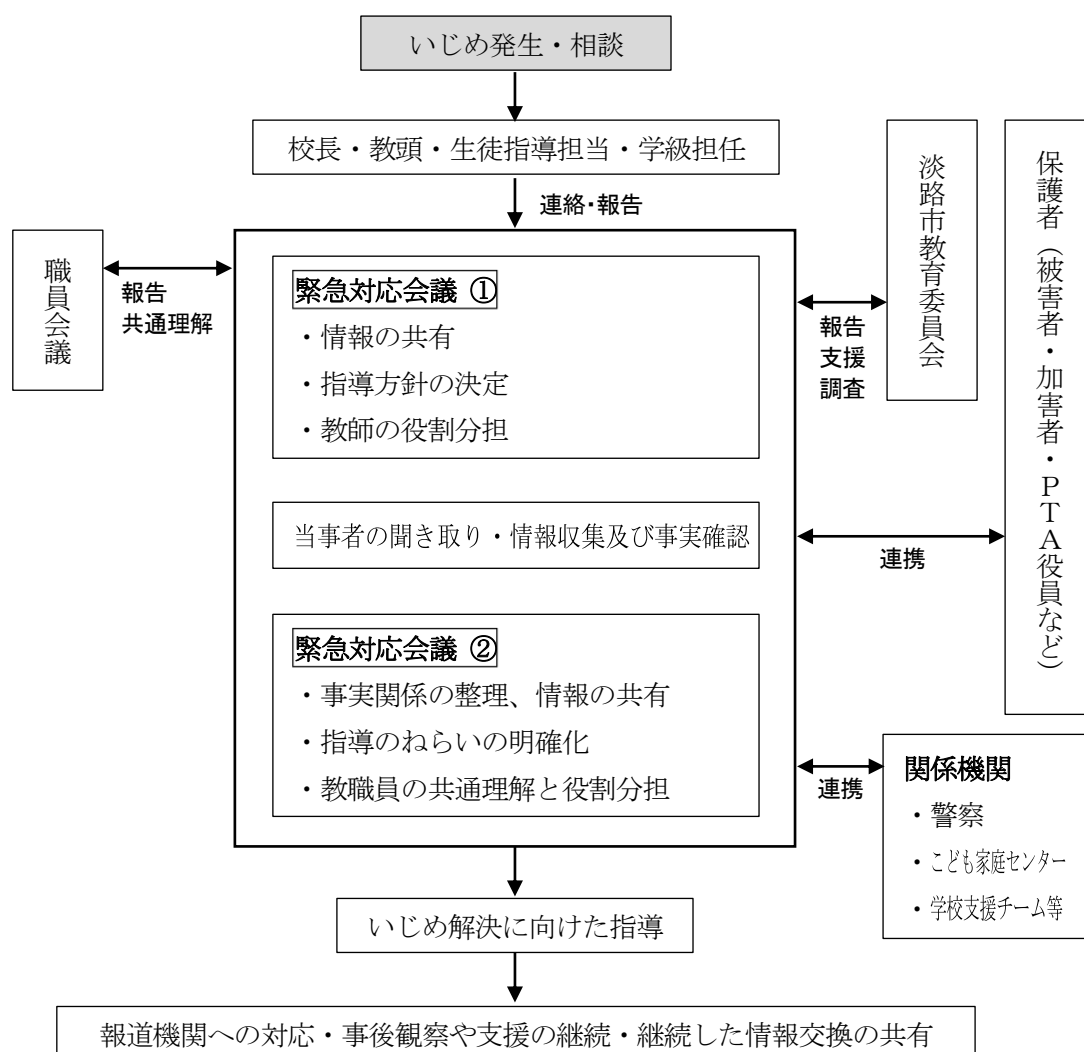 いじめ発生・相談
校長・教頭・生徒指導担当・学級担任
連絡・報告
職員会議
報告
共通理解
緊急対応会議 ①
・情報の共有
・指導方針の決定
・教師の役割分担
当事者の聞き取り・情報収集及び事実確認
緊急対応会議 ②
・事実関係の整理、情報の共有
・指導のねらいの明確化
・教職員の共通理解と役割分担
報告
支援
調査
淡路市教育委員会
連携
保護者（被害者・加害者・ＰＴＡ役員など）
連携
関係機関
・警察
・こども家庭センター
・学校支援チーム等
いじめ解決に向けた指導
報道機関への対応・事後観察や支援の継続・継続した情報交換の共有